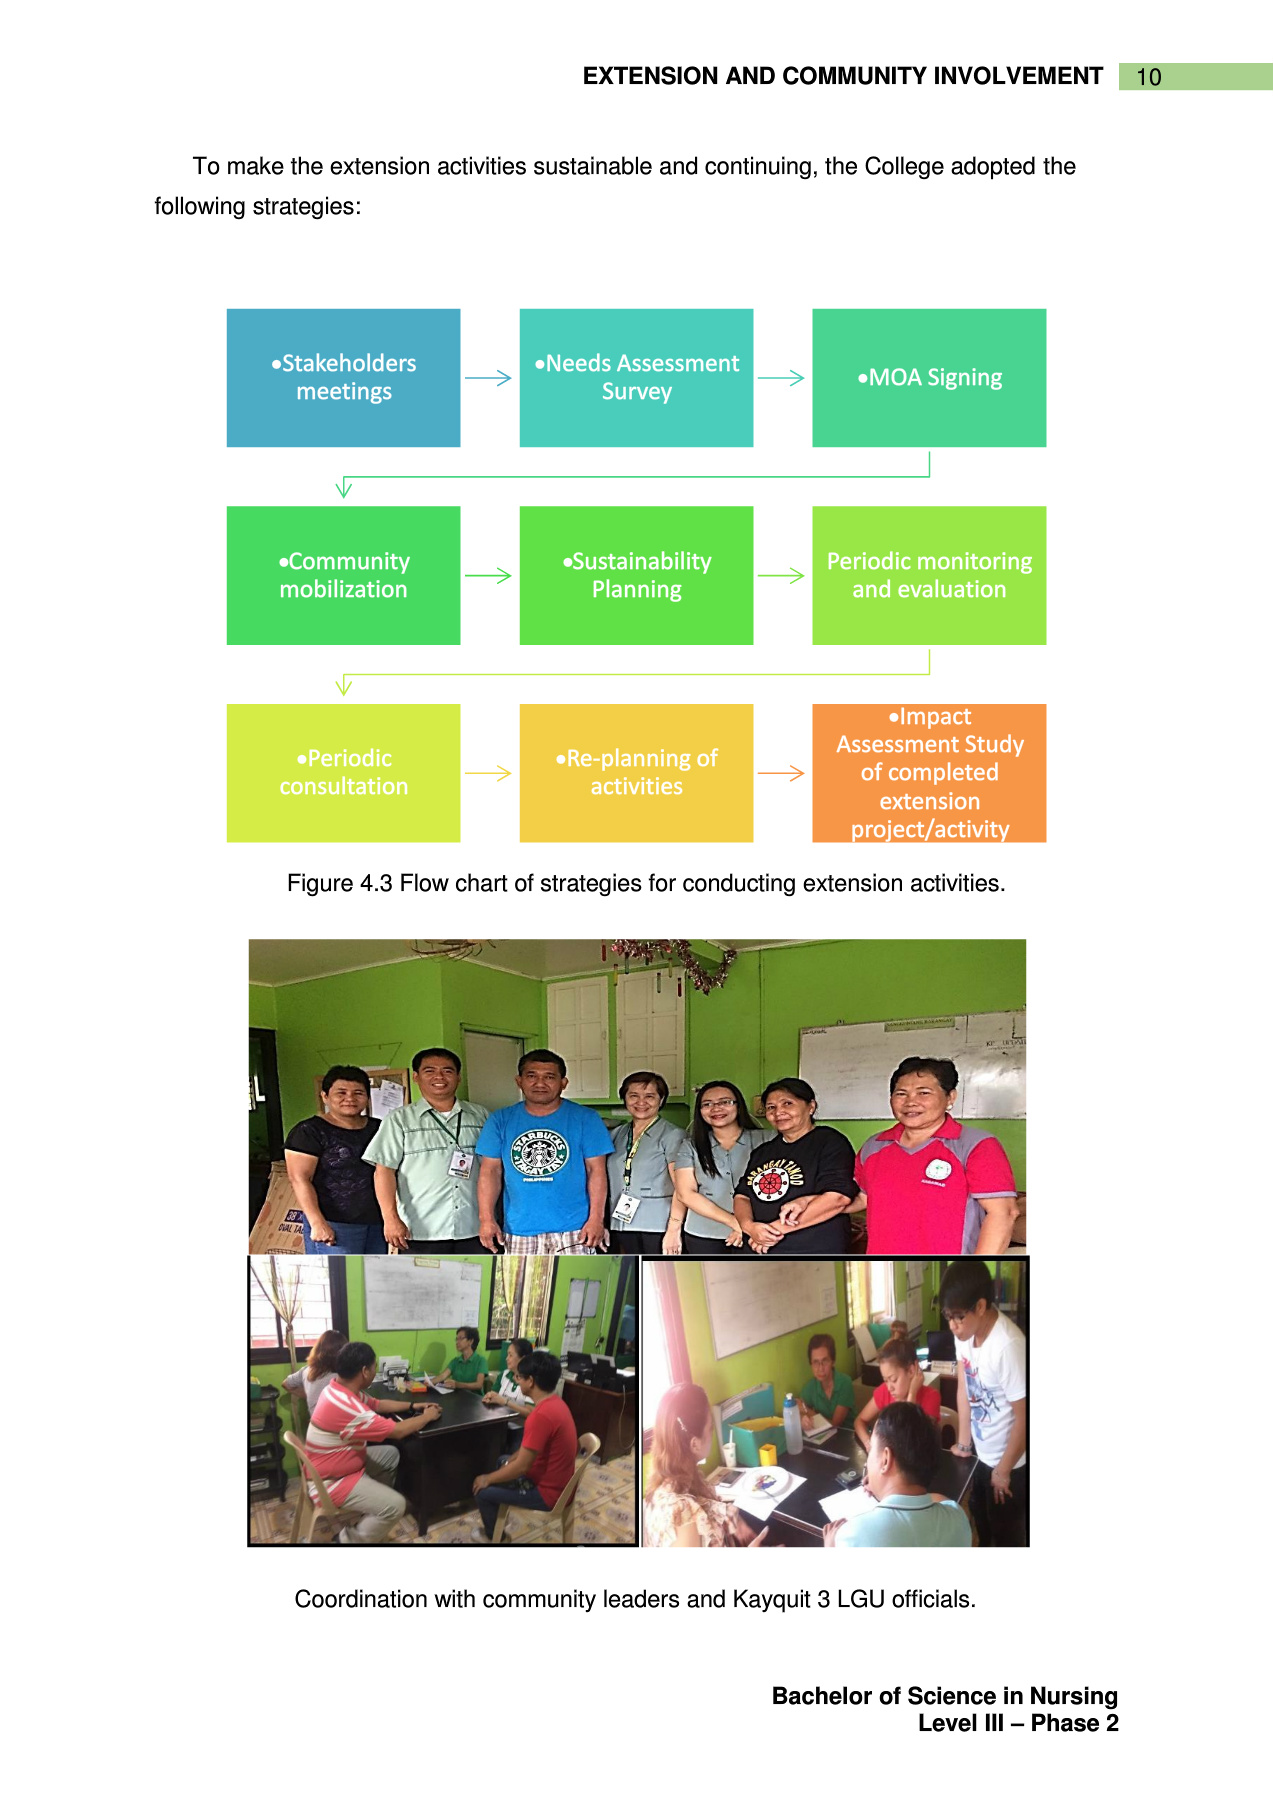 EXTENSION AND COMMUNITY INVOLVEMENT 10
To make the extension activities sustainable and continuing, the College adopted the
following strategies:
•Stakeholders
meetings
•Needs Assessment
Survey
•MOA Signing
•Community
mobilization
•Sustainability
Planning
Periodic monitoring
and evaluation
•Periodic
consultation
•Re-planning of
activities
•Impact
Assessment Study
of completed
extension
project/activity
Figure 4.3 Flow chart of strategies for conducting extension activities.
STARBUCKS
PHILIPPINES
BARANGAY TANOD
Coordination with community leaders and Kayquit 3 LGU officials.
Bachelor of Science in Nursing
Level III – Phase 2